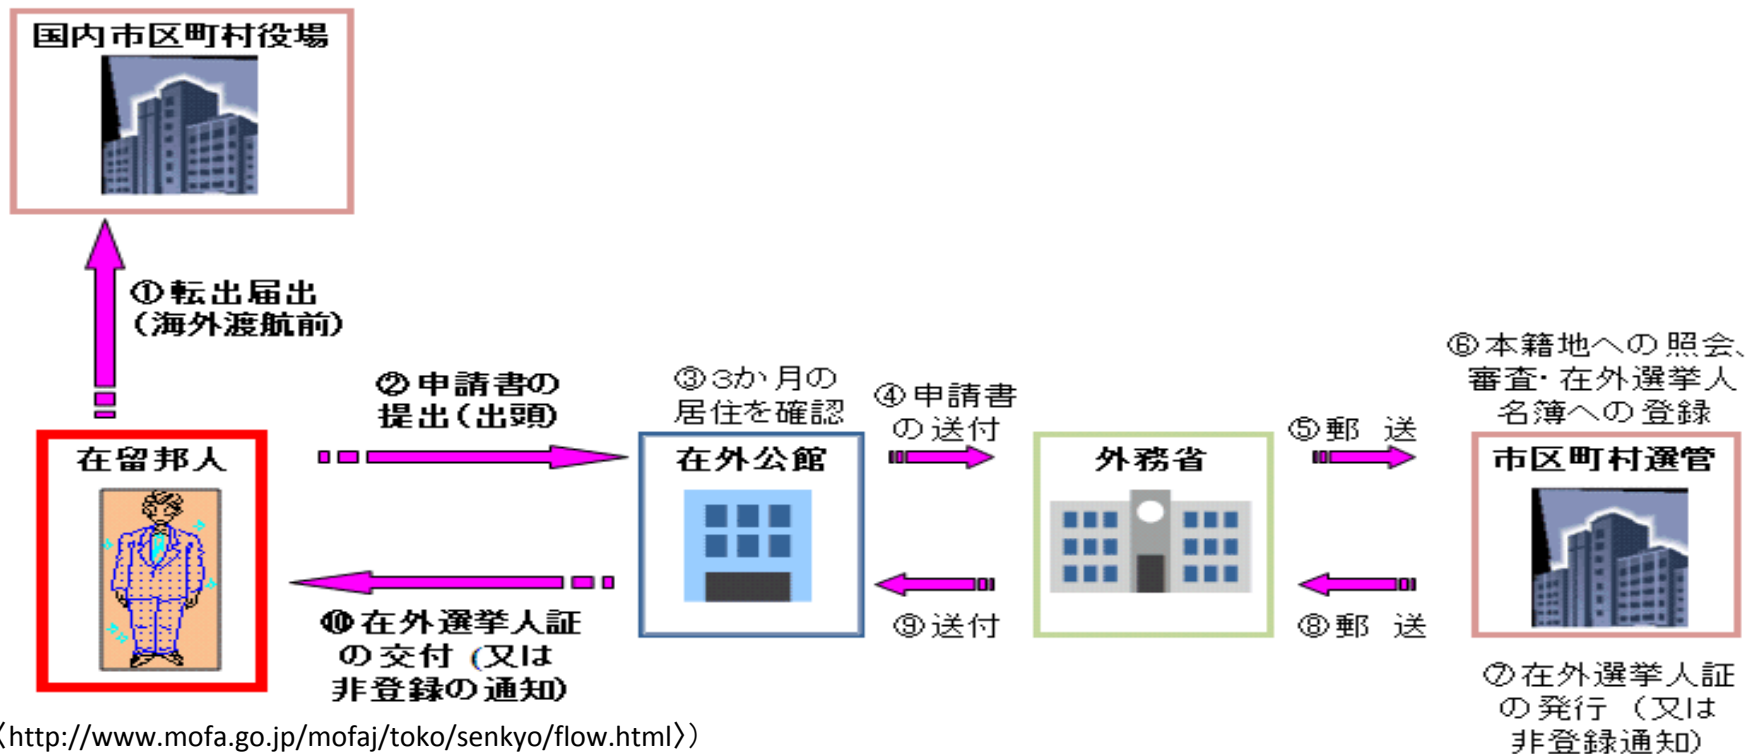 国内市区町村役場
①転出届出
(海外渡航前)
②申請書の
提出(出頭)
③3か月の
居住を確認
④申請書
の送付
⑤郵 送
⑥本籍地への照会、
審査・在外選挙人
名簿への登録
在留邦人
在外公館
外務省
市区町村選管
⑩在外選挙人証
の交付 (又は
非登録の通知)
⑨送付
⑧郵 送
⑦在外選挙人証
の発行 (又は
非登録通知)
〈http://www.mofa.go.jp/mofaj/toko/senkyo/flow.html〉)